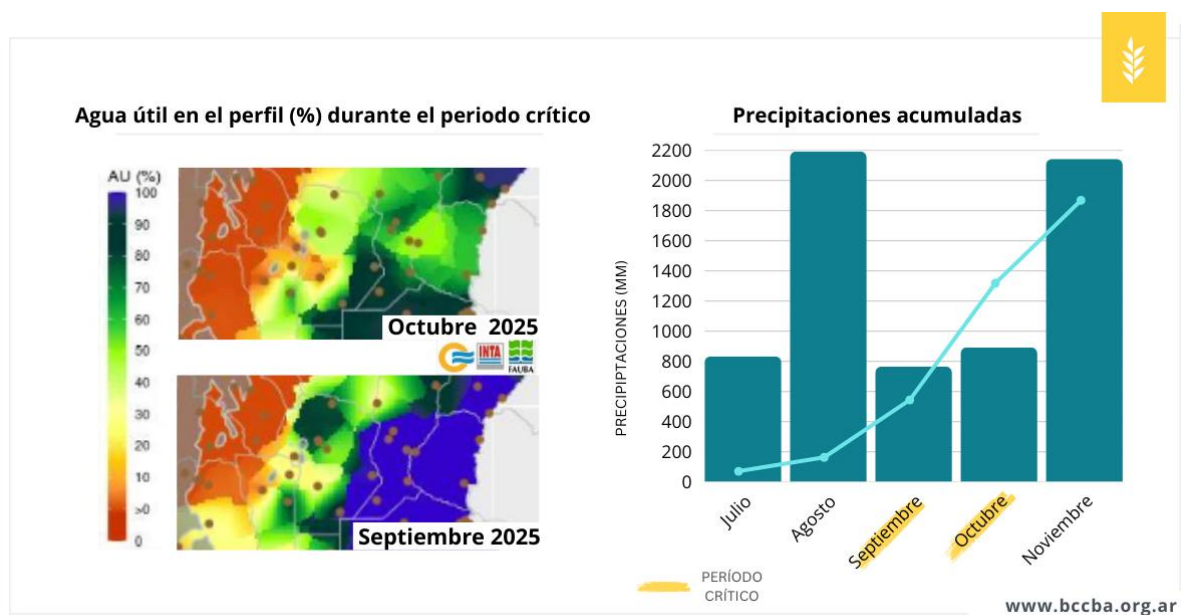 Agua útil en el perfil (%) durante el periodo crítico
AU (%)
100
90
80
70
60
50
40
30
20
10
>0
0
Octubre 2025
INTA
FAUBA
Septiembre 2025
Precipitaciones acumuladas
PRECIPIPTACIONES (MM)
2200
2000
1800
1600
1400
1200
1000
800
600
400
200
0
Julio
Agosto
Septiembre
Octubre
Noviembre
PERÍODO
CRÍTICO
www.bccba.org.ar